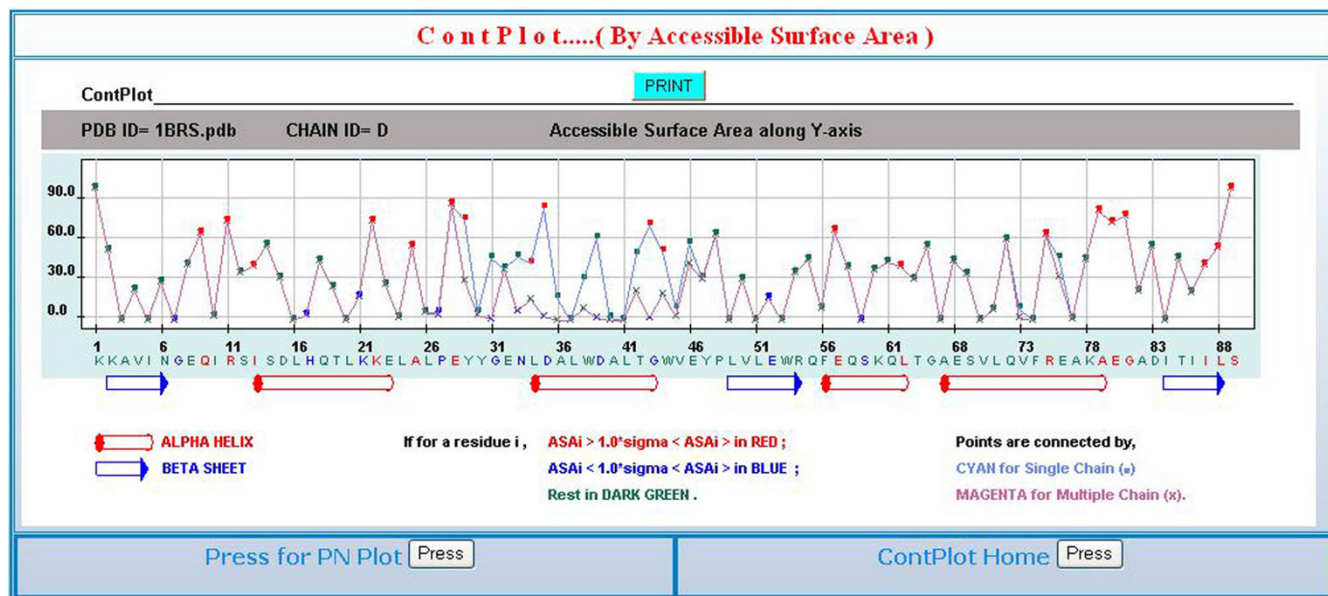 C o n t P l o t.....( By Accessible Surface Area )
PRINT
ContPlot
PDB ID= 1BRS.pdb CHAIN ID= D Accessible Surface Area along Y-axis
90.0
60.0
30.0
0.0
1 6 11 16 21 26 31 36 41 46 51 56 61 66 73 78 83 88
KKAVINGEQIRSISDLHQTLKKELALPEYYGENLDALWDALTGWVEYPLVLEWRQFEQSKQLTGAESVLQVFREAKAEGADITIILS
ALPHA HELIX
BETA SHEET
If for a residue i , ASAi > 1.0*sigma < ASAi > in RED ;
ASAi < 1.0*sigma < ASAi > in BLUE ;
Rest in DARK GREEN .
Points are connected by,
CYAN for Single Chain (■)
MAGENTA for Multiple Chain (x).
Press for PN Plot Press
ContPlot Home Press